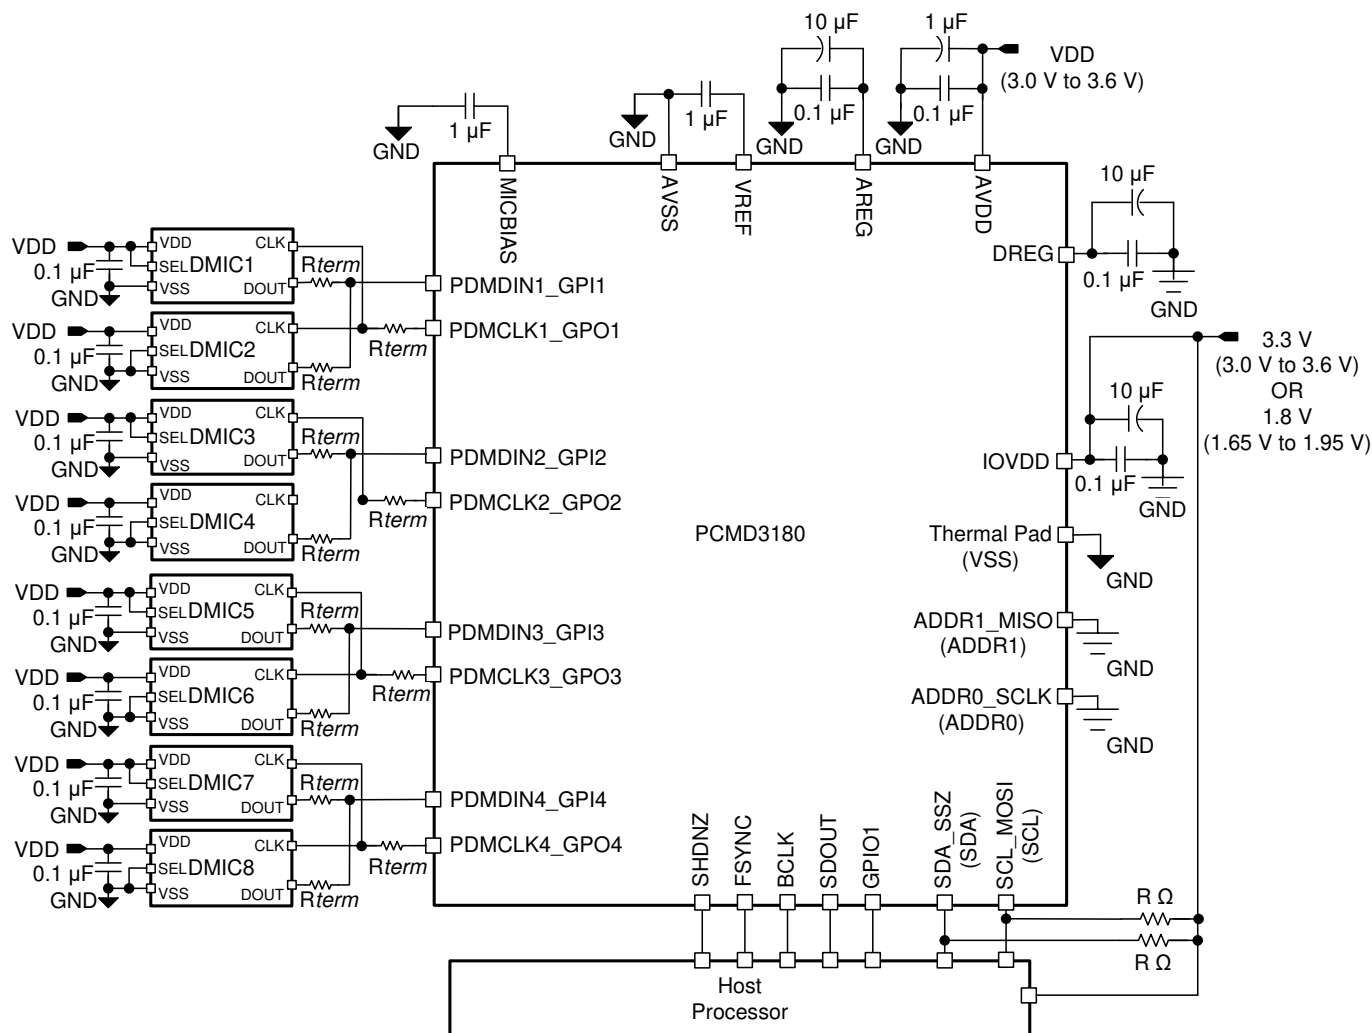 10 µF
1 µF
VDD
(3.0 V to 3.6 V)
0.1 µF
0.1 µF
1 µF
1 µF
GND
GND
GND
GND
MICBIAS
AVSS
VREF
AREG
AVDD
10 µF
DREG
0.1 µF
GND
VDD
0.1 µF
GND
VDD
SEL
VSS
DMIC1
CLK
DOUT
Rterm
PDMDIN1_GPI1
VDD
0.1 µF
GND
VDD
SEL
VSS
DMIC2
CLK
DOUT
Rterm
Rterm
PDMCLK1_GPO1
VDD
0.1 µF
GND
VDD
SEL
VSS
DMIC3
CLK
DOUT
Rterm
PDMDIN2_GPI2
VDD
0.1 µF
GND
VDD
SEL
VSS
DMIC4
CLK
DOUT
Rterm
Rterm
PDMCLK2_GPO2
VDD
0.1 µF
GND
VDD
SEL
VSS
DMIC5
CLK
DOUT
Rterm
PDMDIN3_GPI3
VDD
0.1 µF
GND
VDD
SEL
VSS
DMIC6
CLK
DOUT
Rterm
Rterm
PDMCLK3_GPO3
VDD
0.1 µF
GND
VDD
SEL
VSS
DMIC7
CLK
DOUT
Rterm
PDMDIN4_GPI4
VDD
0.1 µF
GND
VDD
SEL
VSS
DMIC8
CLK
DOUT
Rterm
Rterm
PDMCLK4_GPO4
PCMD3180
3.3 V
(3.0 V to 3.6 V)
OR
1.8 V
(1.65 V to 1.95 V)
10 µF
IOVDD
0.1 µF
GND
Thermal Pad
(VSS)
GND
ADDR1_MISO
(ADDR1)
GND
ADDR0_SCLK
(ADDR0)
GND
SHDNZ
FSYNC
BCLK
SDOUT
GPIO1
SDA_SSZ
(SDA)
SCL_MOSI
(SCL)
R Ω
R Ω
Host
Processor